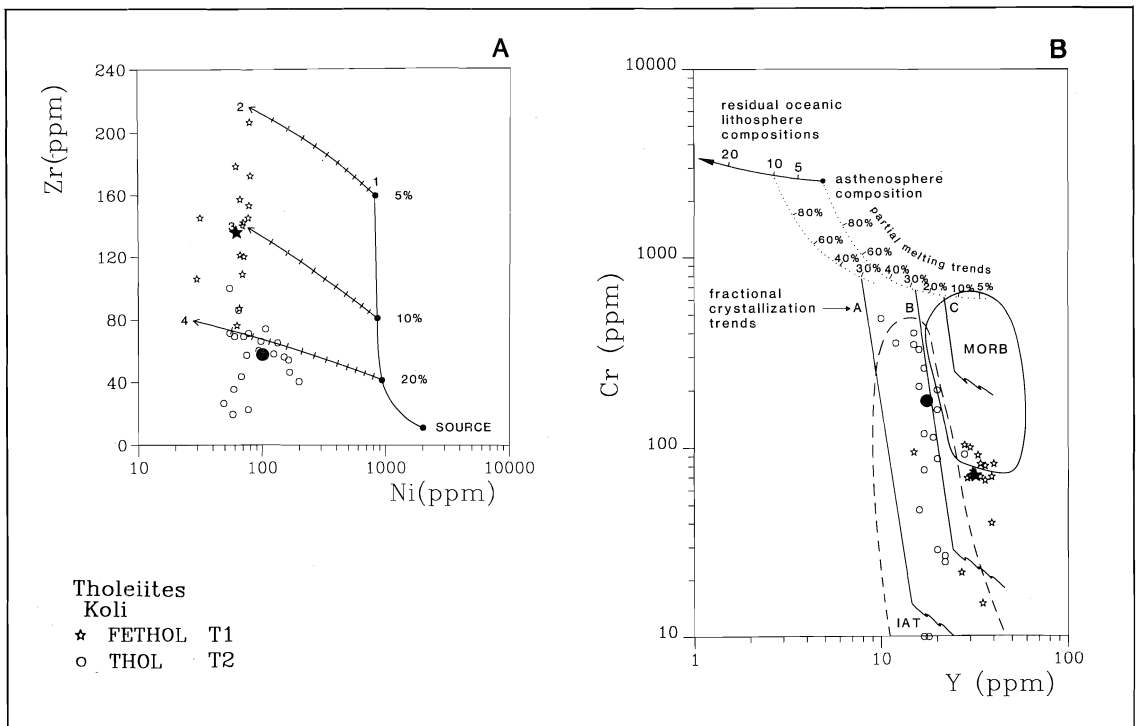 A
Zr(ppm)
240
200
160
120
80
40
0
2
1
5%
3
10%
4
20%
SOURCE
10
100
1000
10000
Ni(ppm)
Tholeiites
Koli
FETHOL T1
THOL T2
B
Cr (ppm)
10000
1000
100
10
residual oceanic
lithosphere
compositions
20
10
5
asthenosphere
composition
80%
60%
40%
30%
80%
60%
40%
30%
20%
10%
5%
partial melting trends
fractional
crystallization
trends
A
B
C
MORB
IAT
1
10
100
Y (ppm)